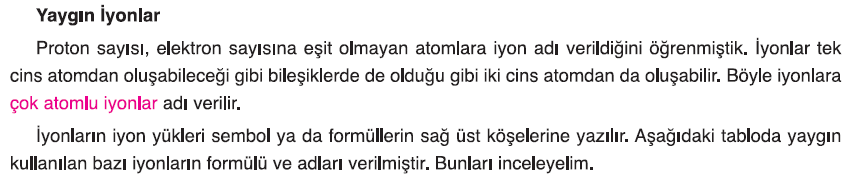 Yaygın İyonlar
Proton sayısı, elektron sayısına eşit olmayan atomlara iyon adı verildiğini öğrenmiştik. İyonlar tek
cins atomdan oluşabileceği gibi bileşiklerde de olduğu gibi iki cins atomdan da oluşabilir. Böyle iyonlara
çok atomlu iyonlar adı verilir.
İyonların iyon yükleri sembol ya da formüllerin sağ üst köşelerine yazılır. Aşağıdaki tabloda yaygın
kullanılan bazı iyonların formülü ve adları verilmiştir. Bunları inceleyelim.